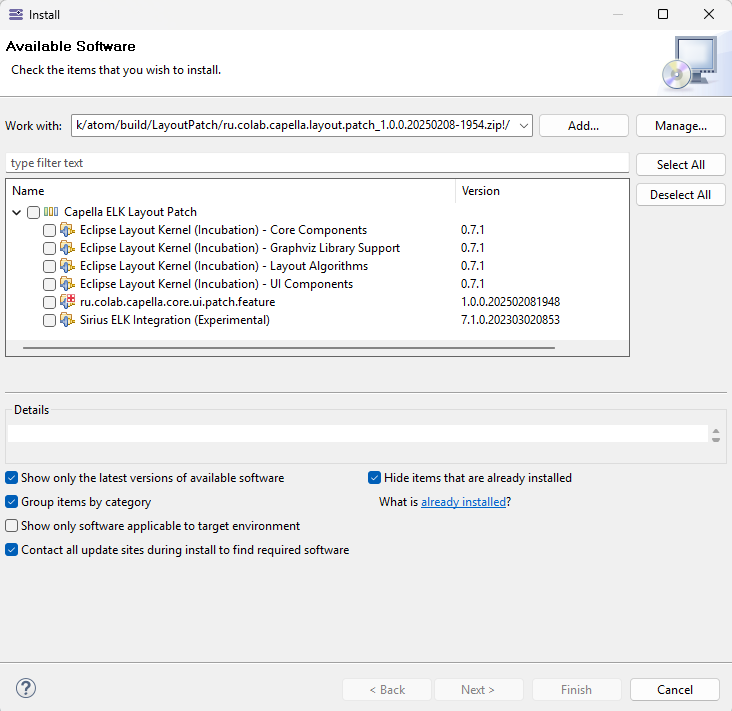 Install
Available Software
Check the items that you wish to install.
Work with: k/atom/build/LayoutPatch/ru.colab.capella.layout.patch_1.0.0.20250208-1954.zip!/ Add... Manage...
type filter text Select All
Name Version Deselect All
Capella ELK Layout Patch
Eclipse Layout Kernel (Incubation) - Core Components 0.7.1
Eclipse Layout Kernel (Incubation) - Graphviz Library Support 0.7.1
Eclipse Layout Kernel (Incubation) - Layout Algorithms 0.7.1
Eclipse Layout Kernel (Incubation) - UI Components 0.7.1
ru.colab.capella.core.ui.patch.feature 1.0.0.202502081948
Sirius ELK Integration (Experimental) 7.1.0.202303020853
Details
Show only the latest versions of available software Hide items that are already installed
Group items by category What is already installed?
Show only software applicable to target environment
Contact all update sites during install to find required software
? < Back Next > Finish Cancel